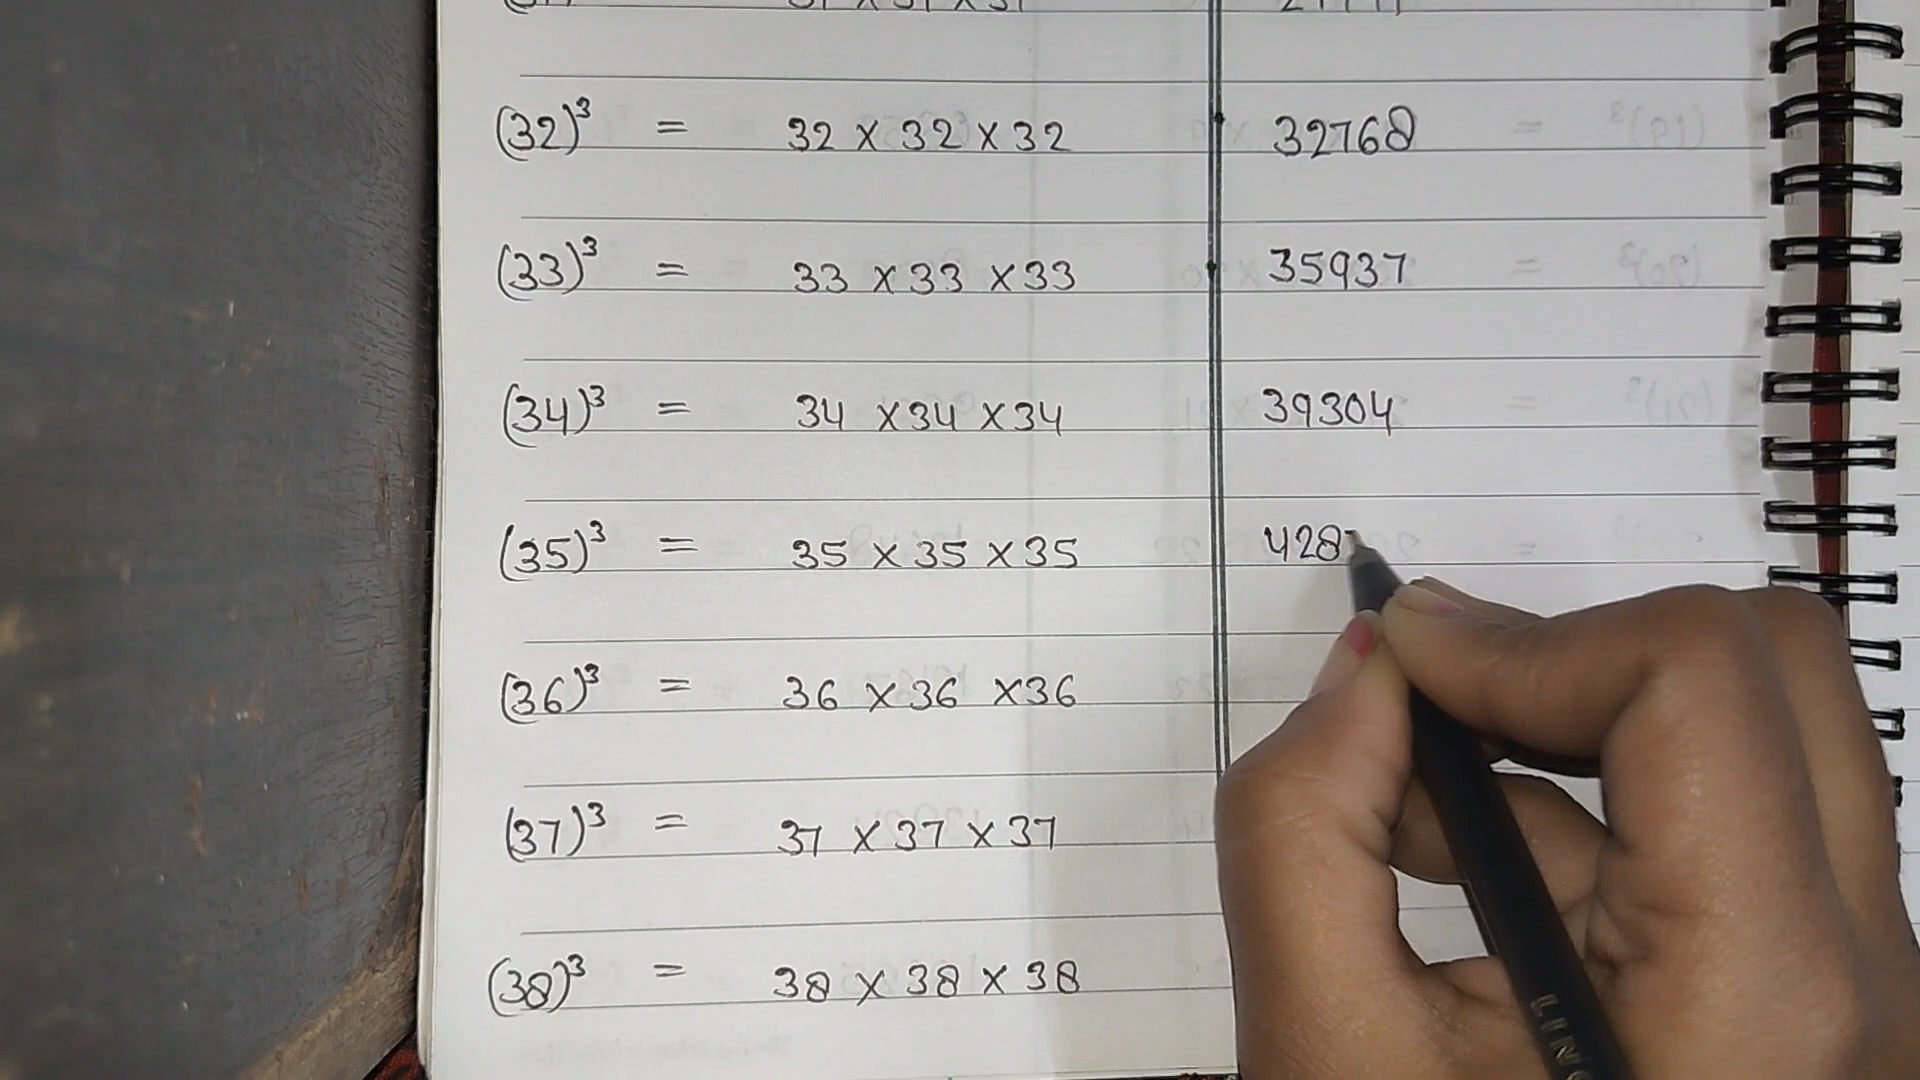 (32)³ = 32 × 32 × 32 32768
(33)³ = 33 × 33 × 33 35937
(34)³ = 34 × 34 × 34 39304
(35)³ = 35 × 35 × 35 428
(36)³ = 36 × 36 × 36
(37)³ = 37 × 37 × 37
(38)³ = 38 × 38 × 38